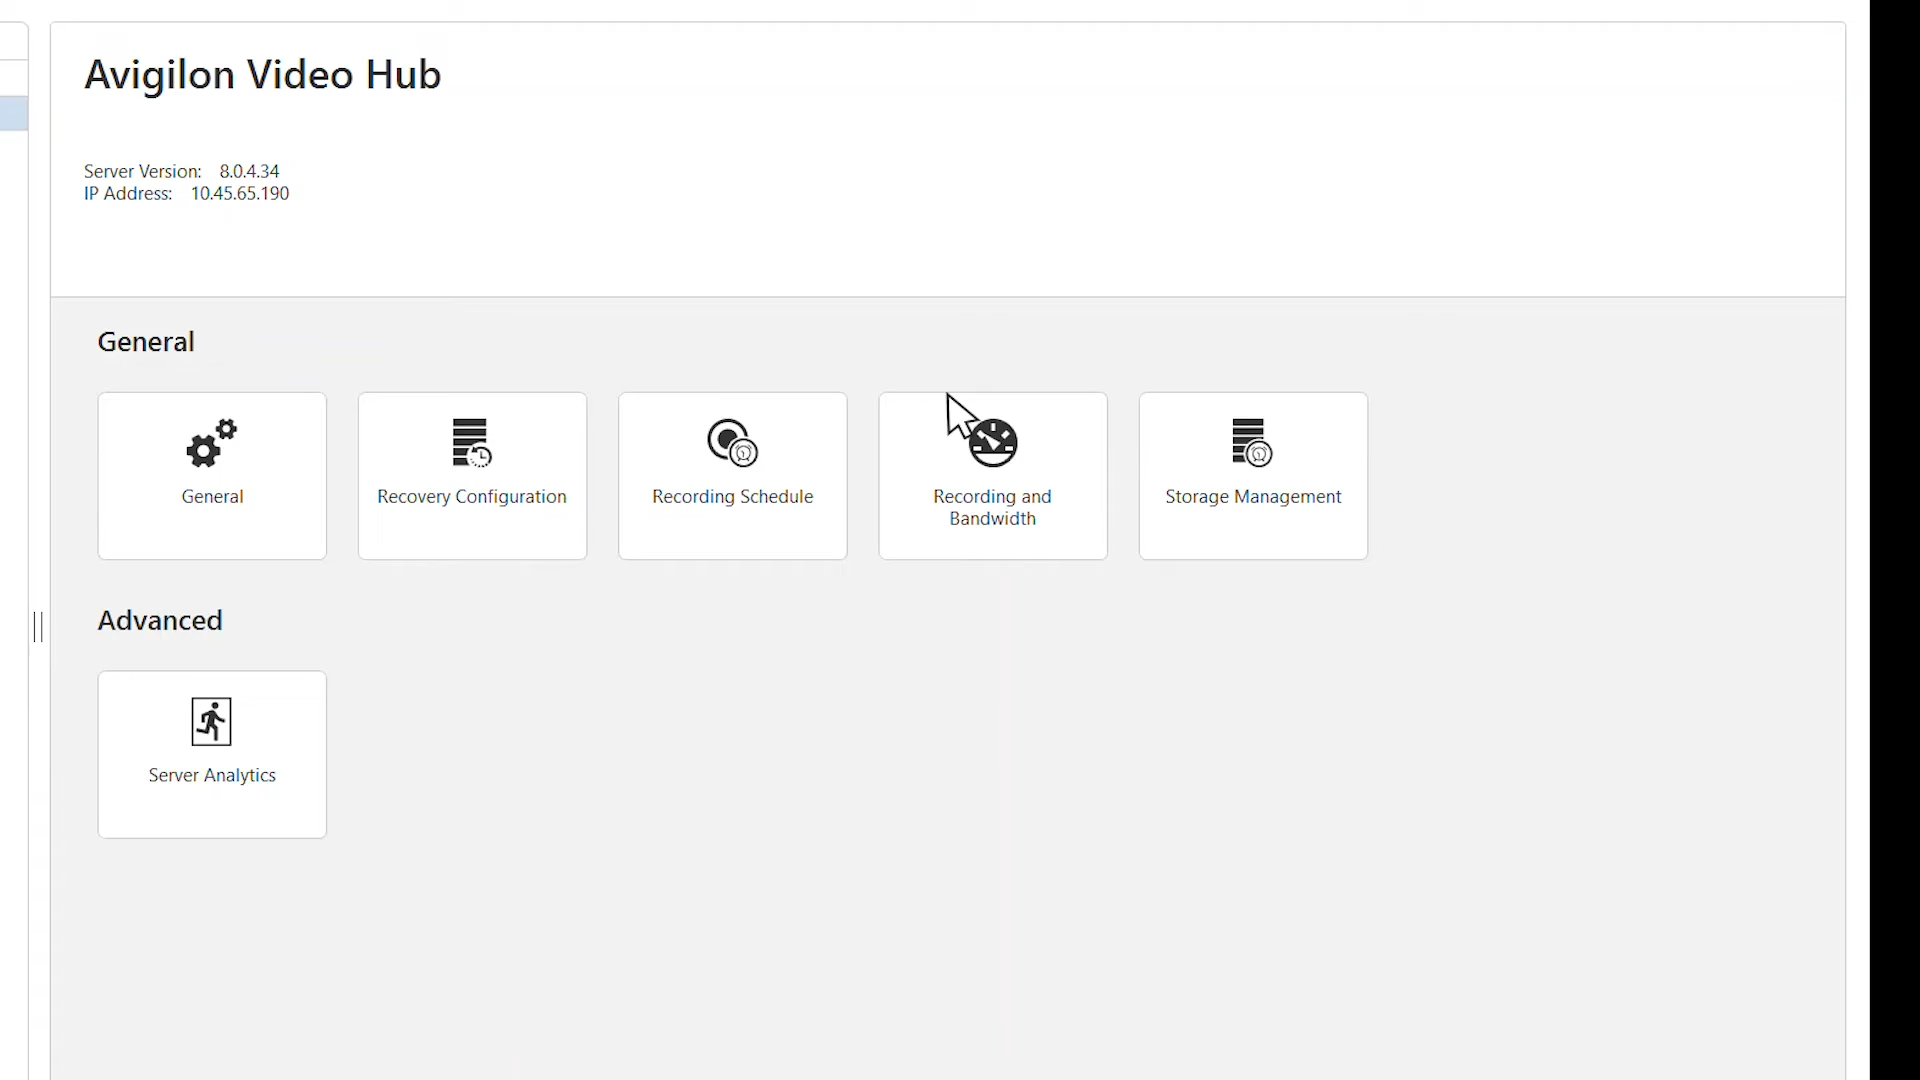 Avigilon Video Hub
Server Version: 8.0.4.34
IP Address: 10.45.65.190
General
General
Recovery Configuration
Recording Schedule
Recording and
Bandwidth
Storage Management
Advanced
Server Analytics